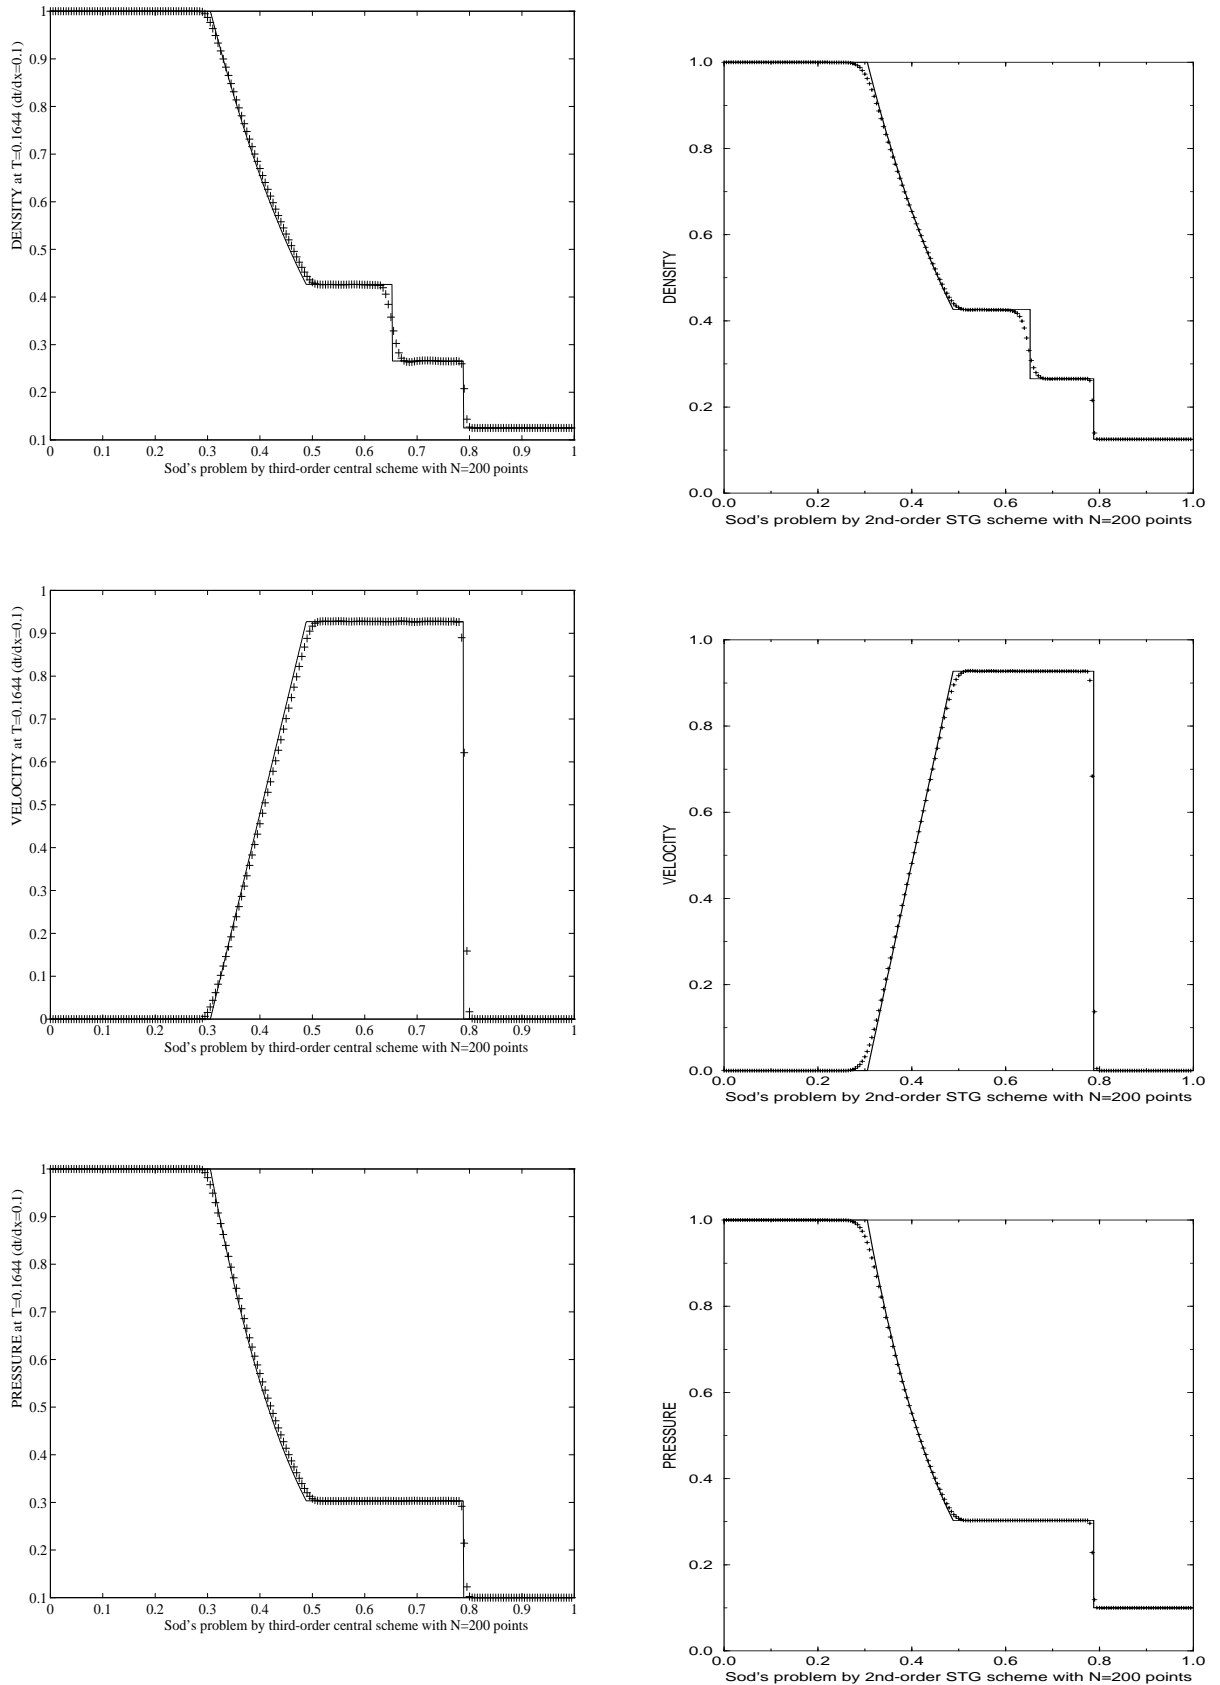 1
0.9
0.8
0.7
0.6
0.5
0.4
0.3
0.2
0.1
DENSITY at T=0.1644 (dt/dx=0.1)
0 0.1 0.2 0.3 0.4 0.5 0.6 0.7 0.8 0.9 1
Sod's problem by third-order central scheme with N=200 points
1.0
0.8
0.6
0.4
0.2
0.0
DENSITY
0.0 0.2 0.4 0.6 0.8 1.0
Sod's problem by 2nd-order STG scheme with N=200 points
1
0.9
0.8
0.7
0.6
0.5
0.4
0.3
0.2
0.1
0
VELOCITY at T=0.1644 (dt/dx=0.1)
0 0.1 0.2 0.3 0.4 0.5 0.6 0.7 0.8 0.9 1
Sod's problem by third-order central scheme with N=200 points
1.0
0.8
0.6
0.4
0.2
0.0
VELOCITY
0.0 0.2 0.4 0.6 0.8 1.0
Sod's problem by 2nd-order STG scheme with N=200 points
1
0.9
0.8
0.7
0.6
0.5
0.4
0.3
0.2
0.1
PRESSURE at T=0.1644 (dt/dx=0.1)
0 0.1 0.2 0.3 0.4 0.5 0.6 0.7 0.8 0.9 1
Sod's problem by third-order central scheme with N=200 points
1.0
0.8
0.6
0.4
0.2
0.0
PRESSURE
0.0 0.2 0.4 0.6 0.8 1.0
Sod's problem by 2nd-order STG scheme with N=200 points